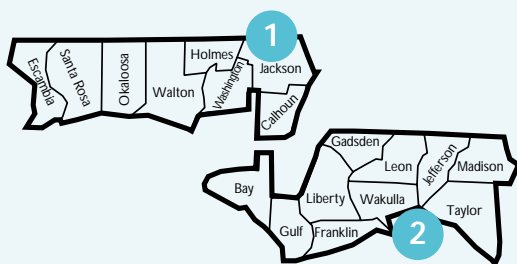 1
Holmes
Jackson
Washington
Escambia
Santa Rosa
Okaloosa
Walton
Calhoun
Gadsden
Leon
Jefferson
Madison
Bay
Liberty
Wakulla
Taylor
Gulf
Franklin
2